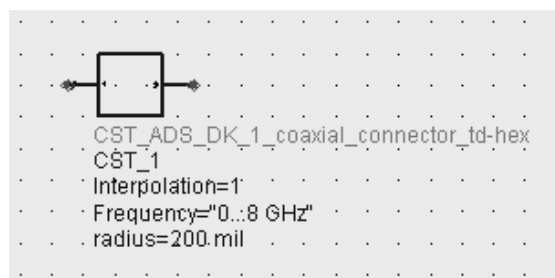 CST_ADS_DK_1_coaxial_connector_td-hex
CST_1
Interpolation=1
Frequency="0..8 GHz"
radius=200 mil